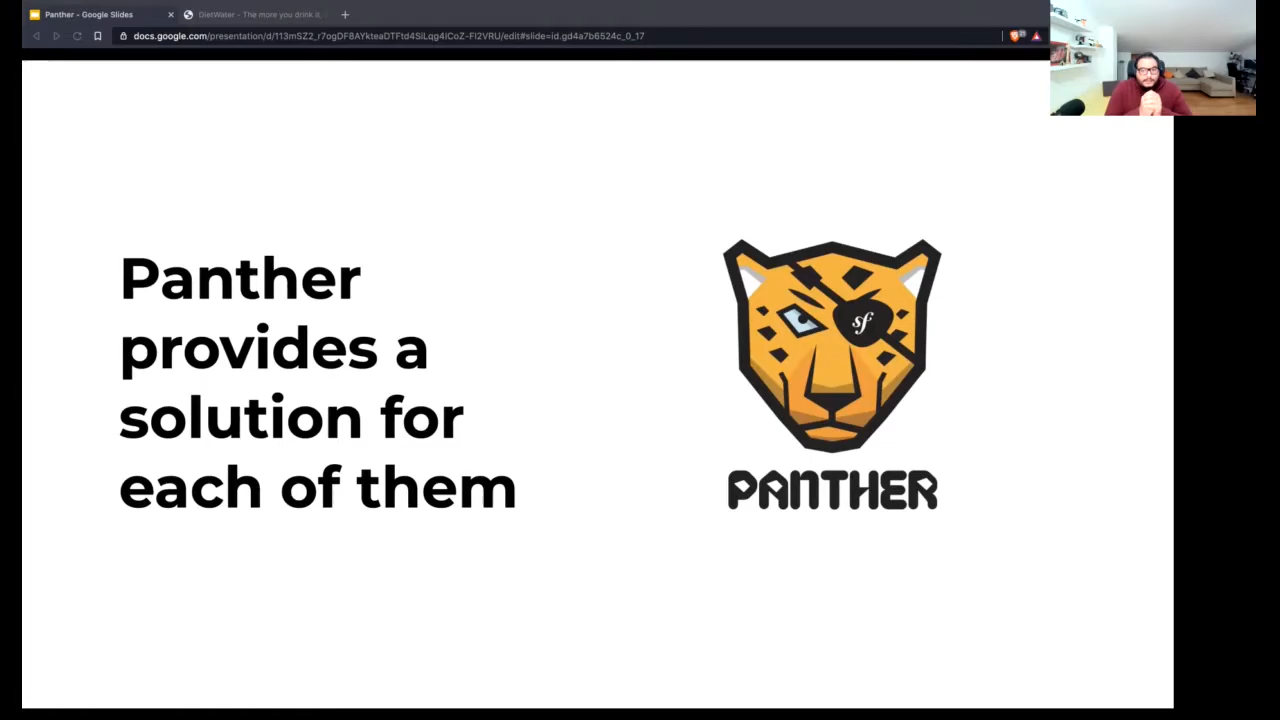 Panther - Google Slides
DietWater - The more you drink it,
docs.google.com/presentation/d/113mSZ2_r7ogDF8AYkteaDTFtd4SiLqg4iCoZ-FI2VRU/edit#slide=id.gd4a7b6524c_0_17
Panther
provides a
solution for
each of them
sf
PANTHER